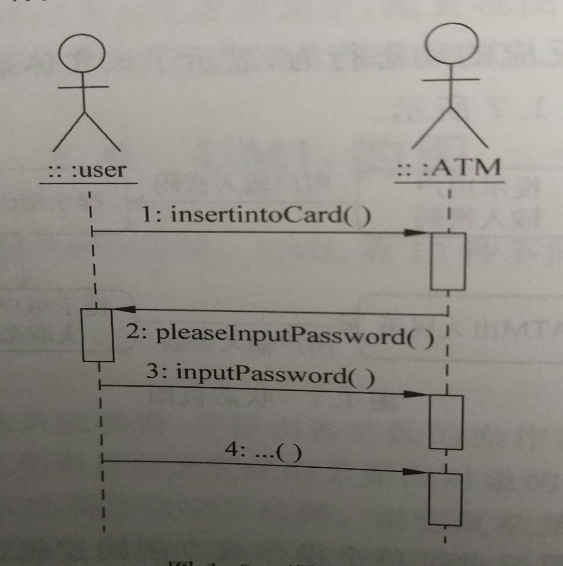 :: :user
:: :ATM
1: insertintoCard( )
2: pleaseInputPassword( )
3: inputPassword( )
4: ...( )